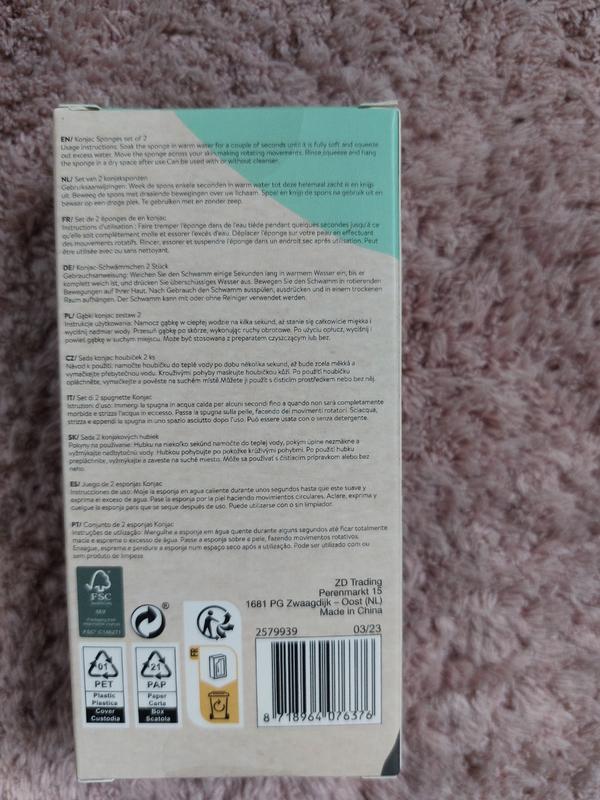 EN/ Konjac Sponges set of 2
Usage instructions: Soak the sponge in warm water for a couple of seconds until it is fully soft and squeeze
out excess water. Move the sponge across your skin making rotating movements. Rinse, squeeze and hang
the sponge in a dry space after use. Can be used with or without cleanser.
NL/ Set van 2 konjaksponzen
Gebruiksaanwijzingen: Week de spons enkele seconden in warm water tot deze helemaal zacht is en knijp
uit. Beweeg de spons met draaiende bewegingen over uw lichaam. Spoel en knijp de spons na gebruik uit en
bewaar op een droge plek. Te gebruiken met en zonder zeep.
FR/ Set de 2 éponges de en konjac
Instructions d'utilisation : Faire tremper l'éponge dans de l'eau tiède pendant quelques secondes jusqu'à ce
qu'elle soit complètement molle et essorer l'excès d'eau. Déplacer l'éponge sur votre peau en effectuant
des mouvements rotatifs. Rincer, essorer et suspendre l'éponge dans un endroit sec après utilisation. Peut
être utilisée avec ou sans nettoyant.
DE/ Konjac-Schwämmchen 2 Stück
Gebrauchsanweisung: Weichen Sie den Schwamm einige Sekunden lang in warmem Wasser ein, bis er
komplett weich ist, und drücken Sie überschüssiges Wasser aus. Bewegen Sie den Schwamm in rotierenden
Bewegungen auf Ihrer Haut. Nach Gebrauch den Schwamm ausspülen, ausdrücken und in einem trockenen
Raum aufhängen. Der Schwamm kann mit oder ohne Reiniger verwendet werden.
PL/ Gąbki konjac zestaw 2
Instrukcje użytkowania: Namocz gąbkę w ciepłej wodzie na kilka sekund, aż stanie się całkowicie miękka i
wyciśnij nadmiar wody. Przesuń gąbkę po skórze, wykonując ruchy obrotowe. Po użyciu opłucz, wyciśnij i
powieś gąbkę w suchym miejscu. Może być stosowana z preparatem czyszczącym lub bez.
CZ/ Sada konjac houbiček 2 ks
Návod k použití: namočte houbičku do teplé vody po dobu několika sekund, až bude zcela měkká a
vymačkejte přebytečnou vodu. Krouživými pohyby masírujte houbičkou kůži. Po použití houbičku
opláchněte, vymačkejte a pověste na suchém místě. Můžete ji použít s čisticím prostředkem nebo bez něj.
IT/ Set di 2 spugnette Konjac
Istruzioni d'uso: Immergi la spugna in acqua calda per alcuni secondi fino a quando non sarà completamente
morbida e strizza l'acqua in eccesso. Passa la spugna sulla pelle, facendo dei movimenti rotatori. Sciacqua,
strizza e appendi la spugna in uno spazio asciutto dopo l'uso. Può essere usata con o senza detergente.
SK/ Sada 2 konjakových hubiek
Pokyny na používanie: Hubku na niekoľko sekúnd namočte do teplej vody, pokým úplne nezmäkne a
vyžmýkajte nadbytočnú vodu. Hubkou pohybujte po pokožke krúživými pohybmi. Po použití hubku
prepláchnite, vyžmýkajte a zaveste na suché miesto. Môže sa používať s čistiacim prípravkom alebo bez
neho.
ES/ Juego de 2 esponjas Konjac
Instrucciones de uso: Moje la esponja en agua caliente durante unos segundos hasta que este suave y
exprima el exceso de agua. Pase la esponja por la piel haciendo movimientos circulares. Aclare, exprima y
cuelgue la esponja para que se seque después de uso. Puede utilizarse con o sin limpiador.
PT/ Conjunto de 2 esponjas Konjac
Instruções de utilização: Mergulhe a esponja em água quente durante alguns segundos até ficar totalmente
macia e esprema o excesso de água. Passe a esponja sobre a pele, fazendo movimentos rotativos.
Enxague, esprema e pendure a esponja num espaço seco após a utilização. Pode ser utilizado com ou
sem produto de limpeza.
ZD Trading
Perenmarkt 15
1681 PG Zwaagdijk – Oost (NL)
Made in China
FSC
MIX
®
2579939 03/23
FR
01
PET
Plastic
Plastica
Cover
Custodia
21
PAP
Paper
Carta
Box
Scatola
8 718964 076376